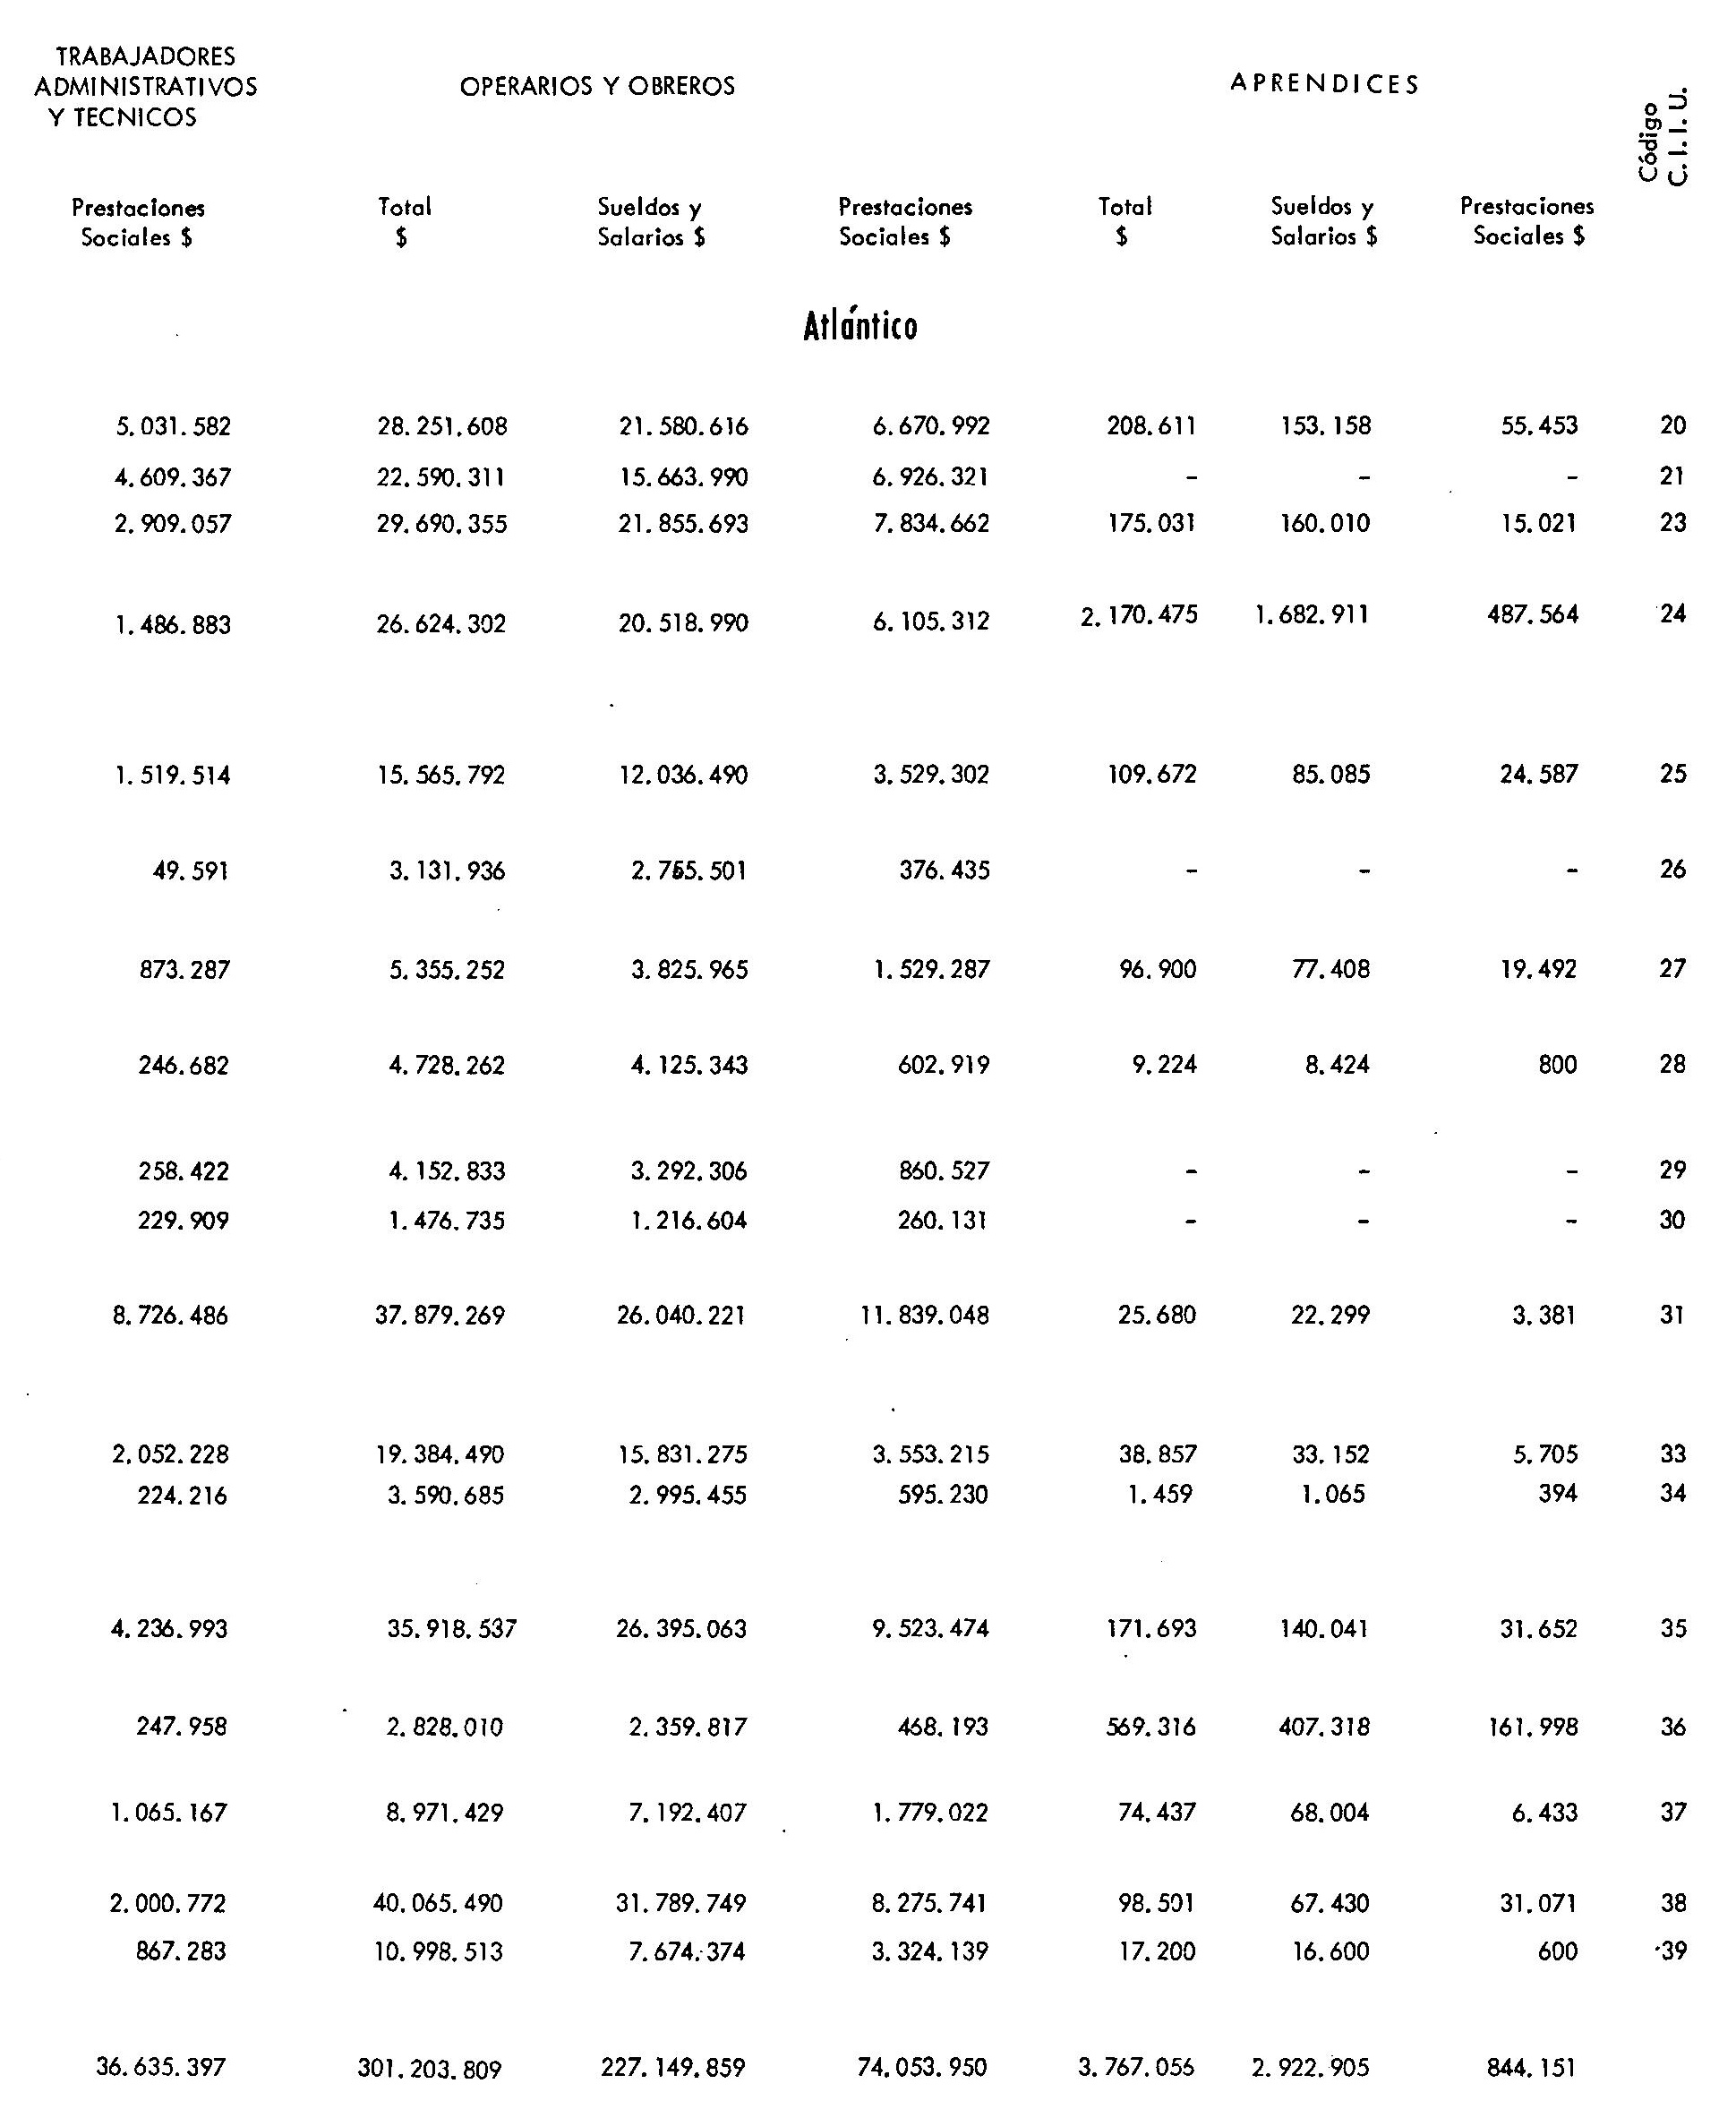 TRABAJADORES
ADMINISTRATIVOS OPERARIOS Y OBREROS APRENDICES
Y TECNICOS
Código
C. I. I. U.
Prestaciones Total Sueldos y Prestaciones Total Sueldos y Prestaciones
Sociales $ $ Salarios $ Sociales $ $ Salarios $ Sociales $
Atlántico
5.031.582 28.251.608 21.580.616 6.670.992 208.611 153.158 55.453 20
4.609.367 22.590.311 15.663.990 6.926.321 - - - 21
2.909.057 29.690.355 21.855.693 7.834.662 175.031 160.010 15.021 23
1.486.883 26.624.302 20.518.990 6.105.312 2.170.475 1.682.911 487.564 24
1.519.514 15.565.792 12.036.490 3.529.302 109.672 85.085 24.587 25
49.591 3.131.936 2.755.501 376.435 - - - 26
873.287 5.355.252 3.825.965 1.529.287 96.900 77.408 19.492 27
246.682 4.728.262 4.125.343 602.919 9.224 8.424 800 28
258.422 4.152.833 3.292.306 860.527 - - - 29
229.909 1.476.735 1.216.604 260.131 - - - 30
8.726.486 37.879.269 26.040.221 11.839.048 25.680 22.299 3.381 31
2.052.228 19.384.490 15.831.275 3.553.215 38.857 33.152 5.705 33
224.216 3.590.685 2.995.455 595.230 1.459 1.065 394 34
4.236.993 35.918.537 26.395.063 9.523.474 171.693 140.041 31.652 35
247.958 2.828.010 2.359.817 468.193 569.316 407.318 161.998 36
1.065.167 8.971.429 7.192.407 1.779.022 74.437 68.004 6.433 37
2.000.772 40.065.490 31.789.749 8.275.741 98.501 67.430 31.071 38
867.283 10.998.513 7.674.374 3.324.139 17.200 16.600 600 39
36.635.397 301.203.809 227.149.859 74.053.950 3.767.056 2.922.905 844.151